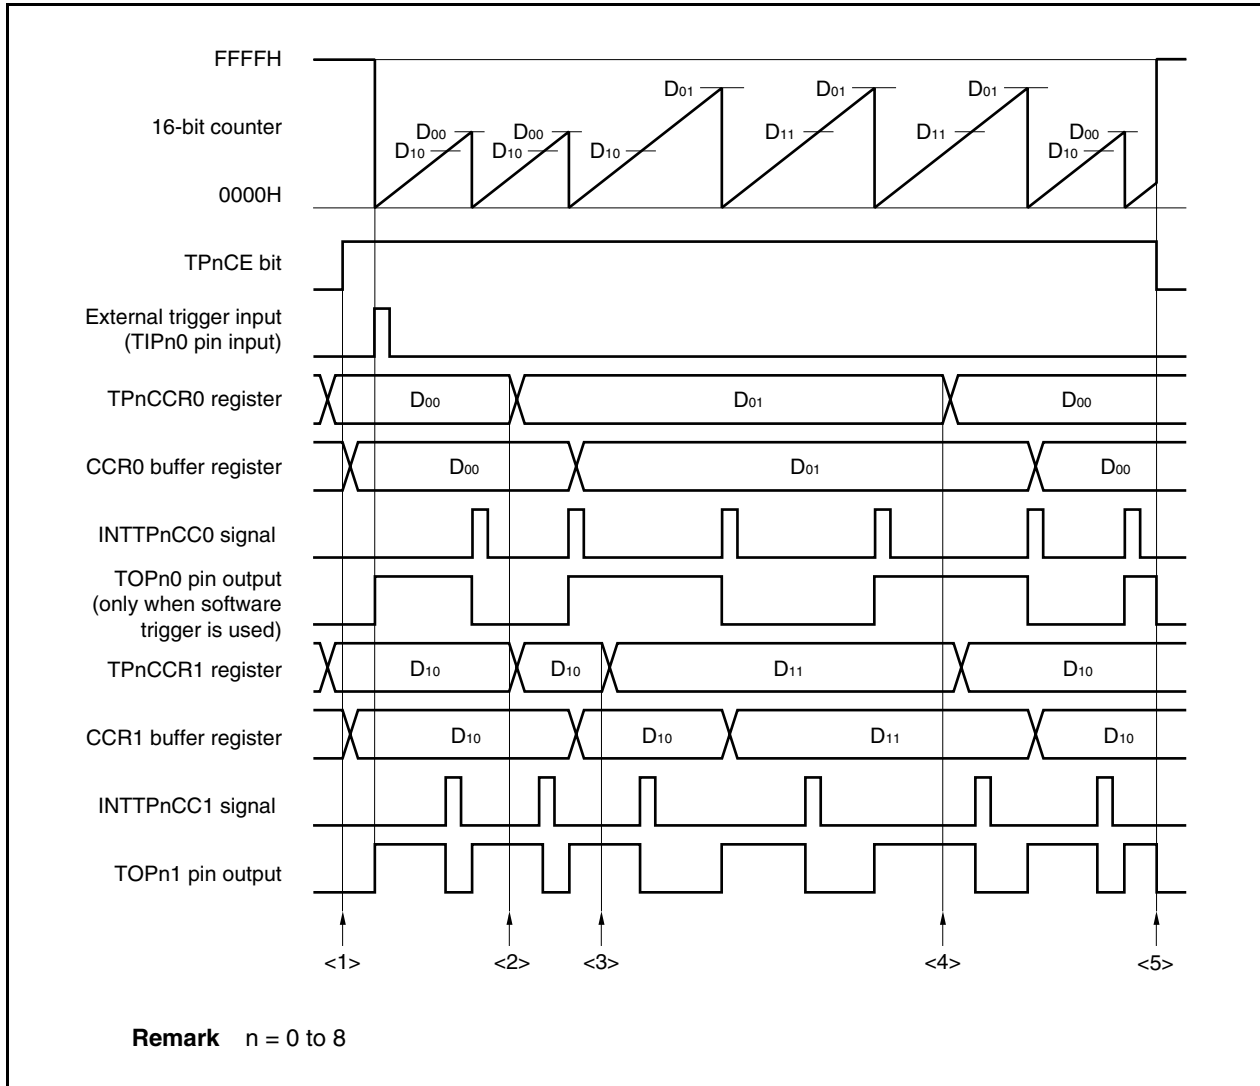 FFFFH
16-bit counter
0000H
D00 D00 D01 D01 D01 D00
D10 D10 D10 D11 D11 D10
TPnCE bit
External trigger input
(TIPn0 pin input)
TPnCCR0 register D00 D01 D00
CCR0 buffer register D00 D01 D00
INTTPnCC0 signal
TOPn0 pin output
(only when software
trigger is used)
TPnCCR1 register D10 D10 D11 D10
CCR1 buffer register D10 D10 D11 D10
INTTPnCC1 signal
TOPn1 pin output
<1> <2> <3> <4> <5>
Remark n = 0 to 8